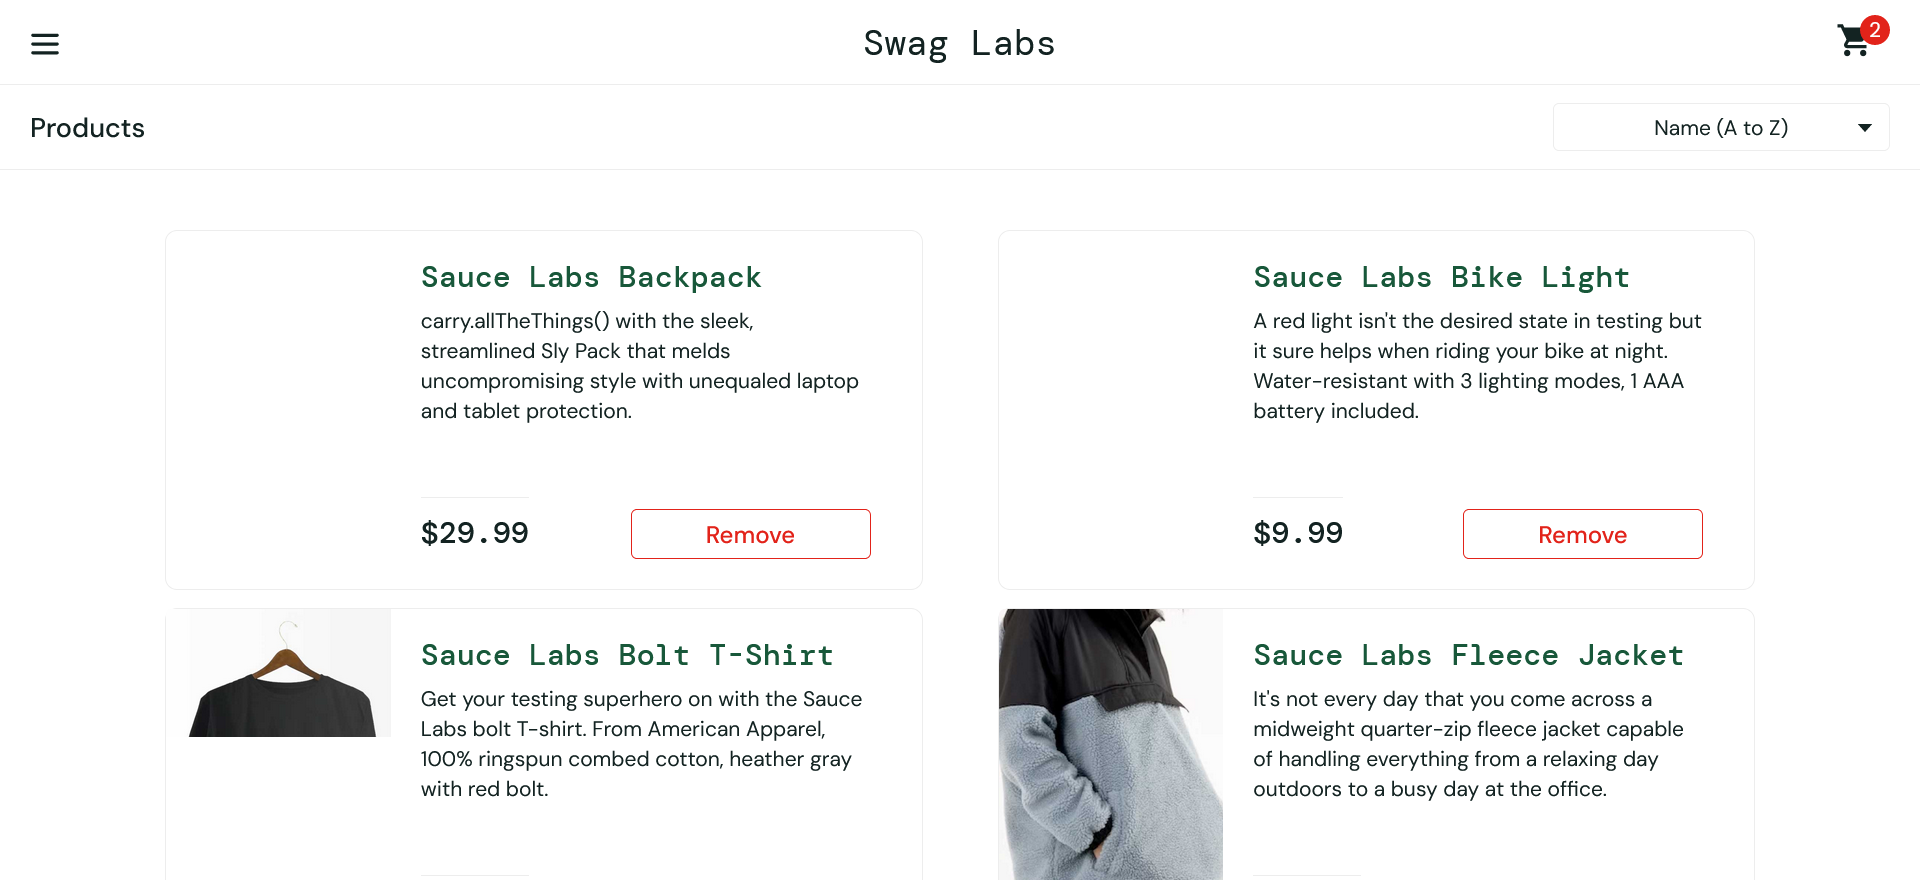 Swag Labs
2
Products
Name (A to Z)
Sauce Labs Backpack
carry.allTheThings() with the sleek,
streamlined Sly Pack that melds
uncompromising style with unequaled laptop
and tablet protection.
$29.99
Remove
Sauce Labs Bike Light
A red light isn't the desired state in testing but
it sure helps when riding your bike at night.
Water-resistant with 3 lighting modes, 1 AAA
battery included.
$9.99
Remove
Sauce Labs Bolt T-Shirt
Get your testing superhero on with the Sauce
Labs bolt T-shirt. From American Apparel,
100% ringspun combed cotton, heather gray
with red bolt.
Sauce Labs Fleece Jacket
It's not every day that you come across a
midweight quarter-zip fleece jacket capable
of handling everything from a relaxing day
outdoors to a busy day at the office.